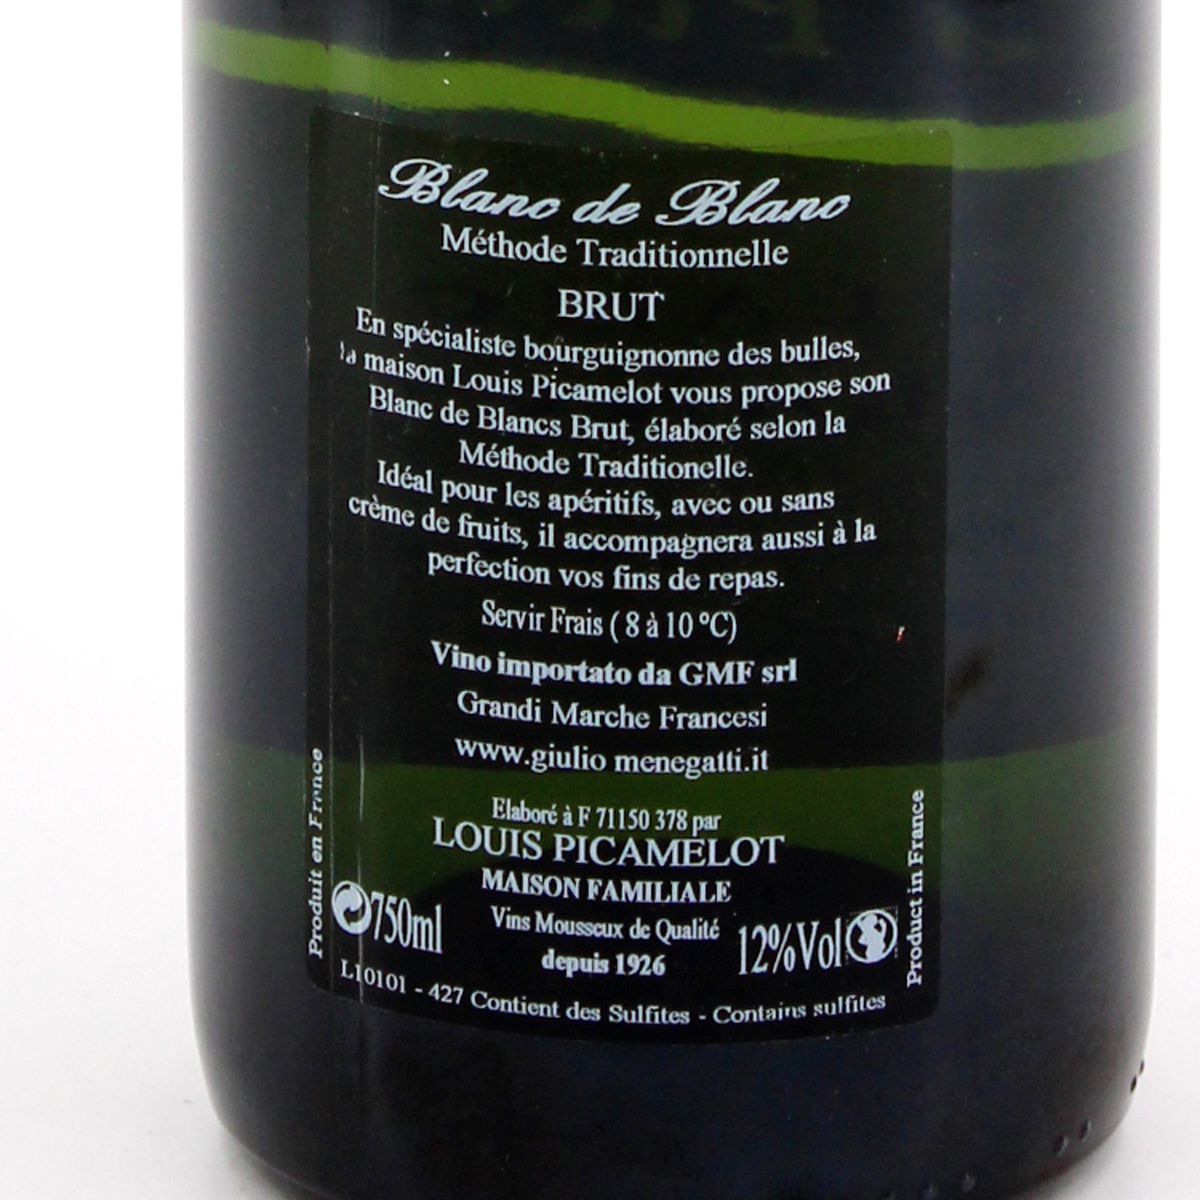 Blanc de Blanc
Méthode Traditionnelle
BRUT
En spécialiste bourguignonne des bulles,
la maison Louis Picamelot vous propose son
Blanc de Blancs Brut, élaboré selon la
Méthode Traditionelle.
Idéal pour les apéritifs, avec ou sans
crème de fruits, il accompagnera aussi à la
perfection vos fins de repas.
Servir Frais ( 8 à 10 °C)
Vino importato da GMF srl
Grandi Marche Francesi
www.giulio menegatti.it
Elaboré à F 71150 378 par
LOUIS PICAMELOT
MAISON FAMILIALE
Vins Mousseux de Qualité
depuis 1926
750ml
12%Vol
Produit en France
Product in France
L10101 - 427 Contient des Sulfites - Contains sulfites